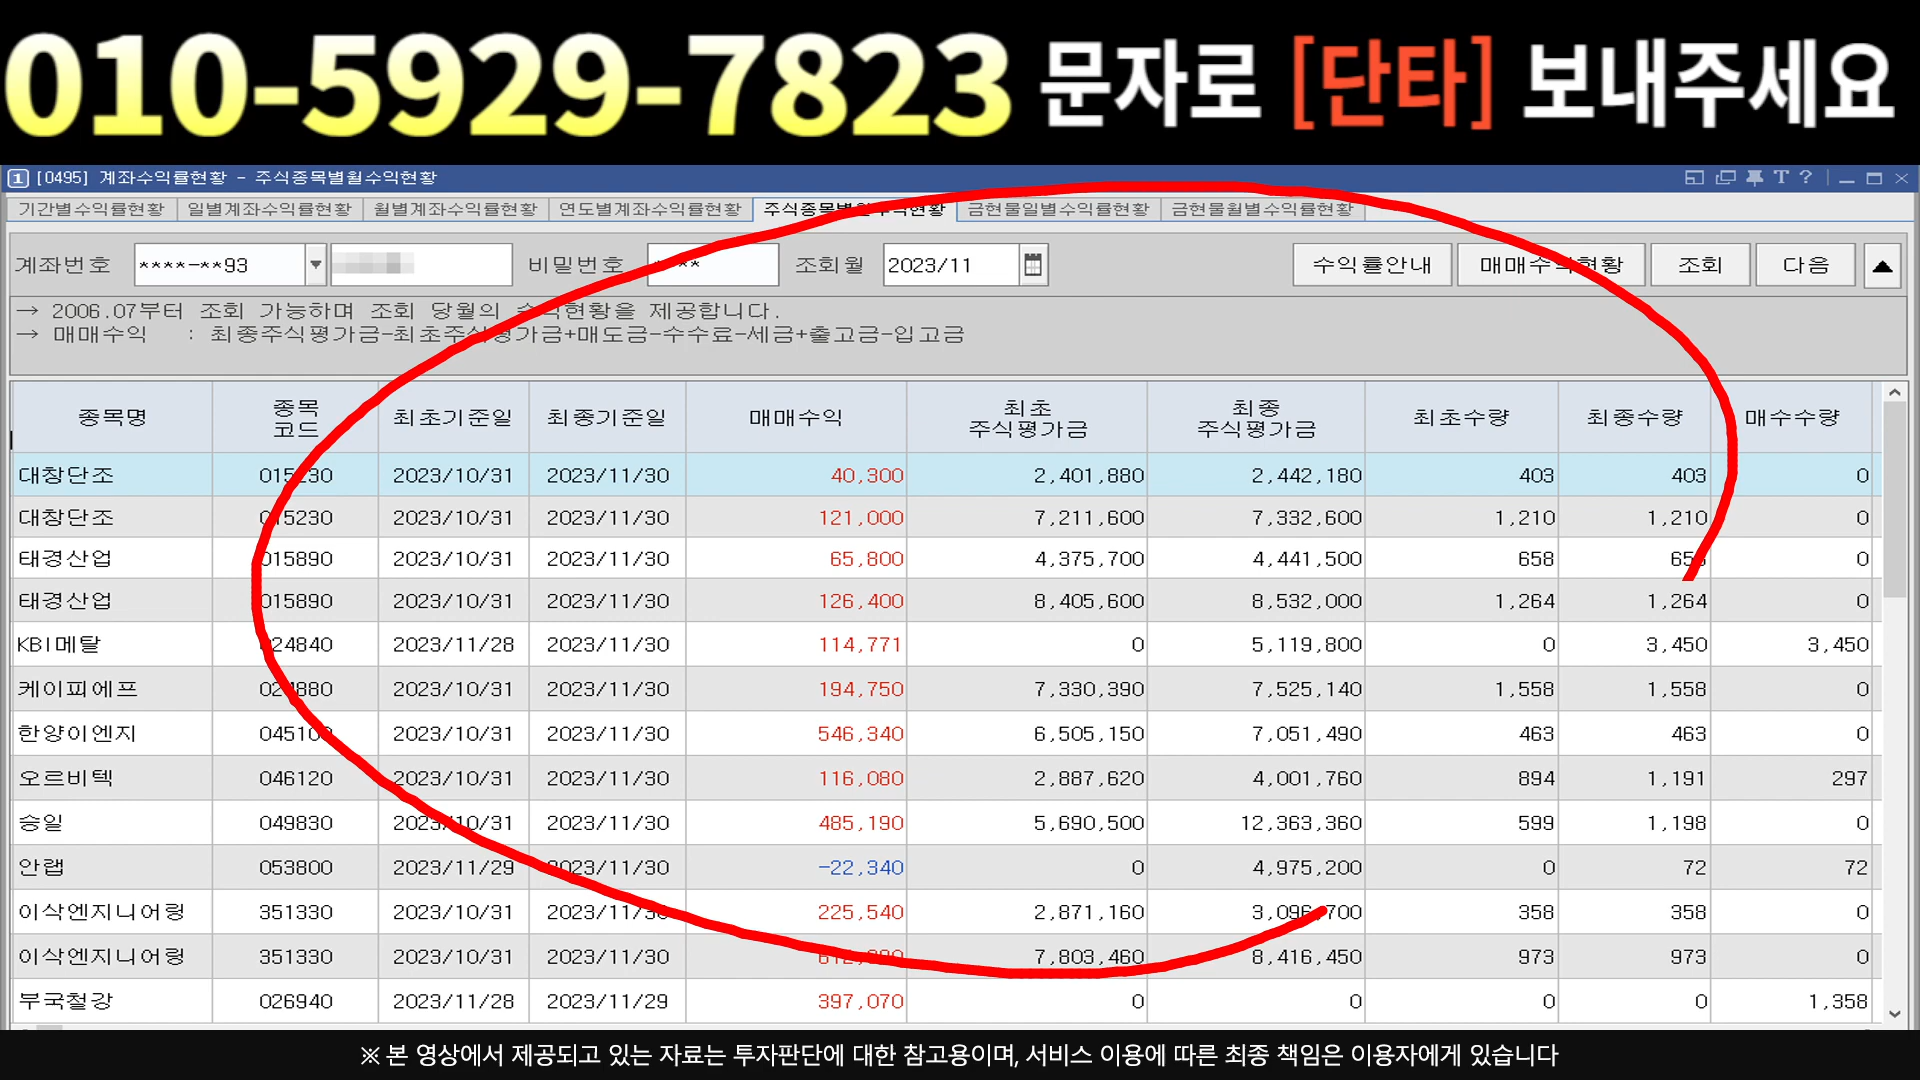 010-5929-7823 문자로 [단타] 보내주세요
1 [0495] 계좌수익률현황 - 주식종목별월수익현황
기간별수익률현황 일별계좌수익률현황 월별계좌수익률현황 연도별계좌수익률현황 주식종목별월수익현황 금현물일별수익률현황 금현물월별수익률현황
계좌번호 ****-**93 비밀번호 조회월 2023/11 수익률안내 매매수익현황 조회 다음
→ 2006.07부터 조회 가능하며 조회 당월의 수익현황을 제공합니다.
→ 매매수익 : 최종주식평가금-최초주식평가금+매도금-수수료-세금+출고금-입고금
종목명 종목코드 최초기준일 최종기준일 매매수익 최초주식평가금 최종주식평가금 최초수량 최종수량 매수수량
대창단조 015230 2023/10/31 2023/11/30 40,300 2,401,880 2,442,180 403 403 0
대창단조 015230 2023/10/31 2023/11/30 121,000 7,211,600 7,332,600 1,210 1,210 0
태경산업 015890 2023/10/31 2023/11/30 65,800 4,375,700 4,441,500 658 658 0
태경산업 015890 2023/10/31 2023/11/30 126,400 8,405,600 8,532,000 1,264 1,264 0
KBI메탈 024840 2023/11/28 2023/11/30 114,771 0 5,119,800 0 3,450 3,450
케이피에프 024880 2023/10/31 2023/11/30 194,750 7,330,390 7,525,140 1,558 1,558 0
한양이엔지 045100 2023/10/31 2023/11/30 546,340 6,505,150 7,051,490 463 463 0
오르비텍 046120 2023/10/31 2023/11/30 116,080 2,887,620 4,001,760 894 1,191 297
승일 049830 2023/10/31 2023/11/30 485,190 5,690,500 12,363,360 599 1,198 0
안랩 053800 2023/11/29 2023/11/30 -22,340 0 4,975,200 0 72 72
이삭엔지니어링 351330 2023/10/31 2023/11/30 225,540 2,871,160 3,096,700 358 358 0
이삭엔지니어링 351330 2023/10/31 2023/11/30 7,803,460 8,416,450 973 973 0
부국철강 026940 2023/11/28 2023/11/29 397,070 0 0 0 0 1,358
※ 본 영상에서 제공되고 있는 자료는 투자판단에 대한 참고용이며, 서비스 이용에 따른 최종 책임은 이용자에게 있습니다